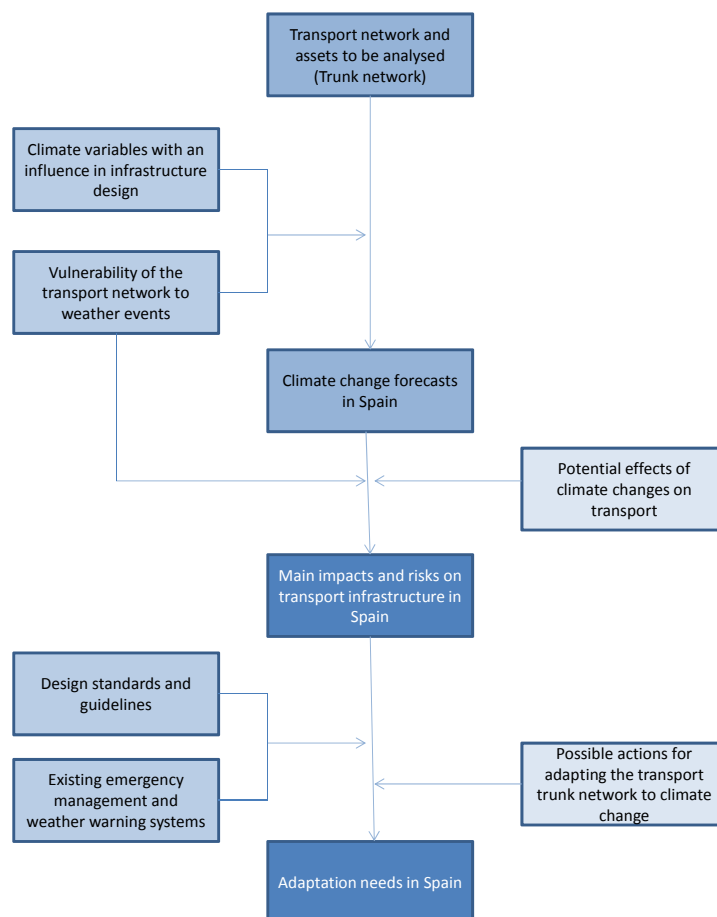 Transport network and
assets to be analysed
(Trunk network)
Climate variables with an
influence in infrastructure
design
Vulnerability of the
transport network to
weather events
Climate change forecasts
in Spain
Potential effects of
climate changes on
transport
Main impacts and risks on
transport infrastructure in
Spain
Design standards and
guidelines
Existing emergency
management and
weather warning systems
Possible actions for
adapting the transport
trunk network to climate
change
Adaptation needs in Spain